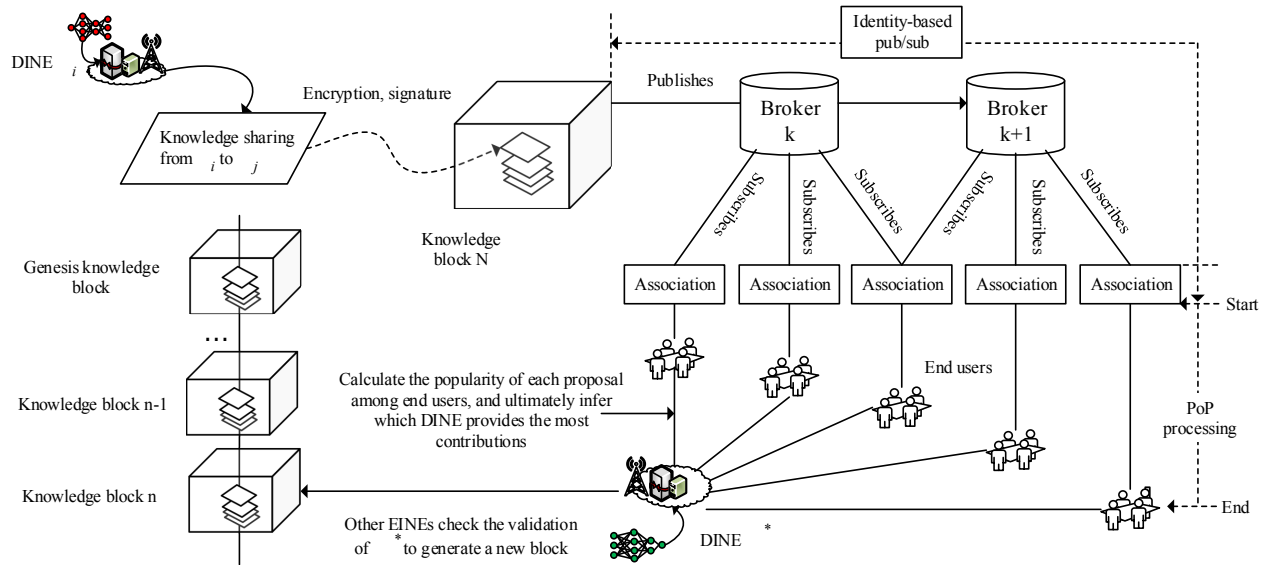 DINE
i
Knowledge sharing
from i to j
Encryption, signature
Knowledge
block N
Publishes
Identity-based
pub/sub
Broker
k
Broker
k+1
Subscribes
Subscribes
Subscribes
Subscribes
Subscribes
Subscribes
Association
Association
Association
Association
Association
Start
Genesis knowledge
block
...
Knowledge block n-1
Knowledge block n
Calculate the popularity of each proposal
among end users, and ultimately infer
which DINE provides the most
contributions
End users
PoP
processing
End
Other EINEs check the validation
of * to generate a new block
DINE *